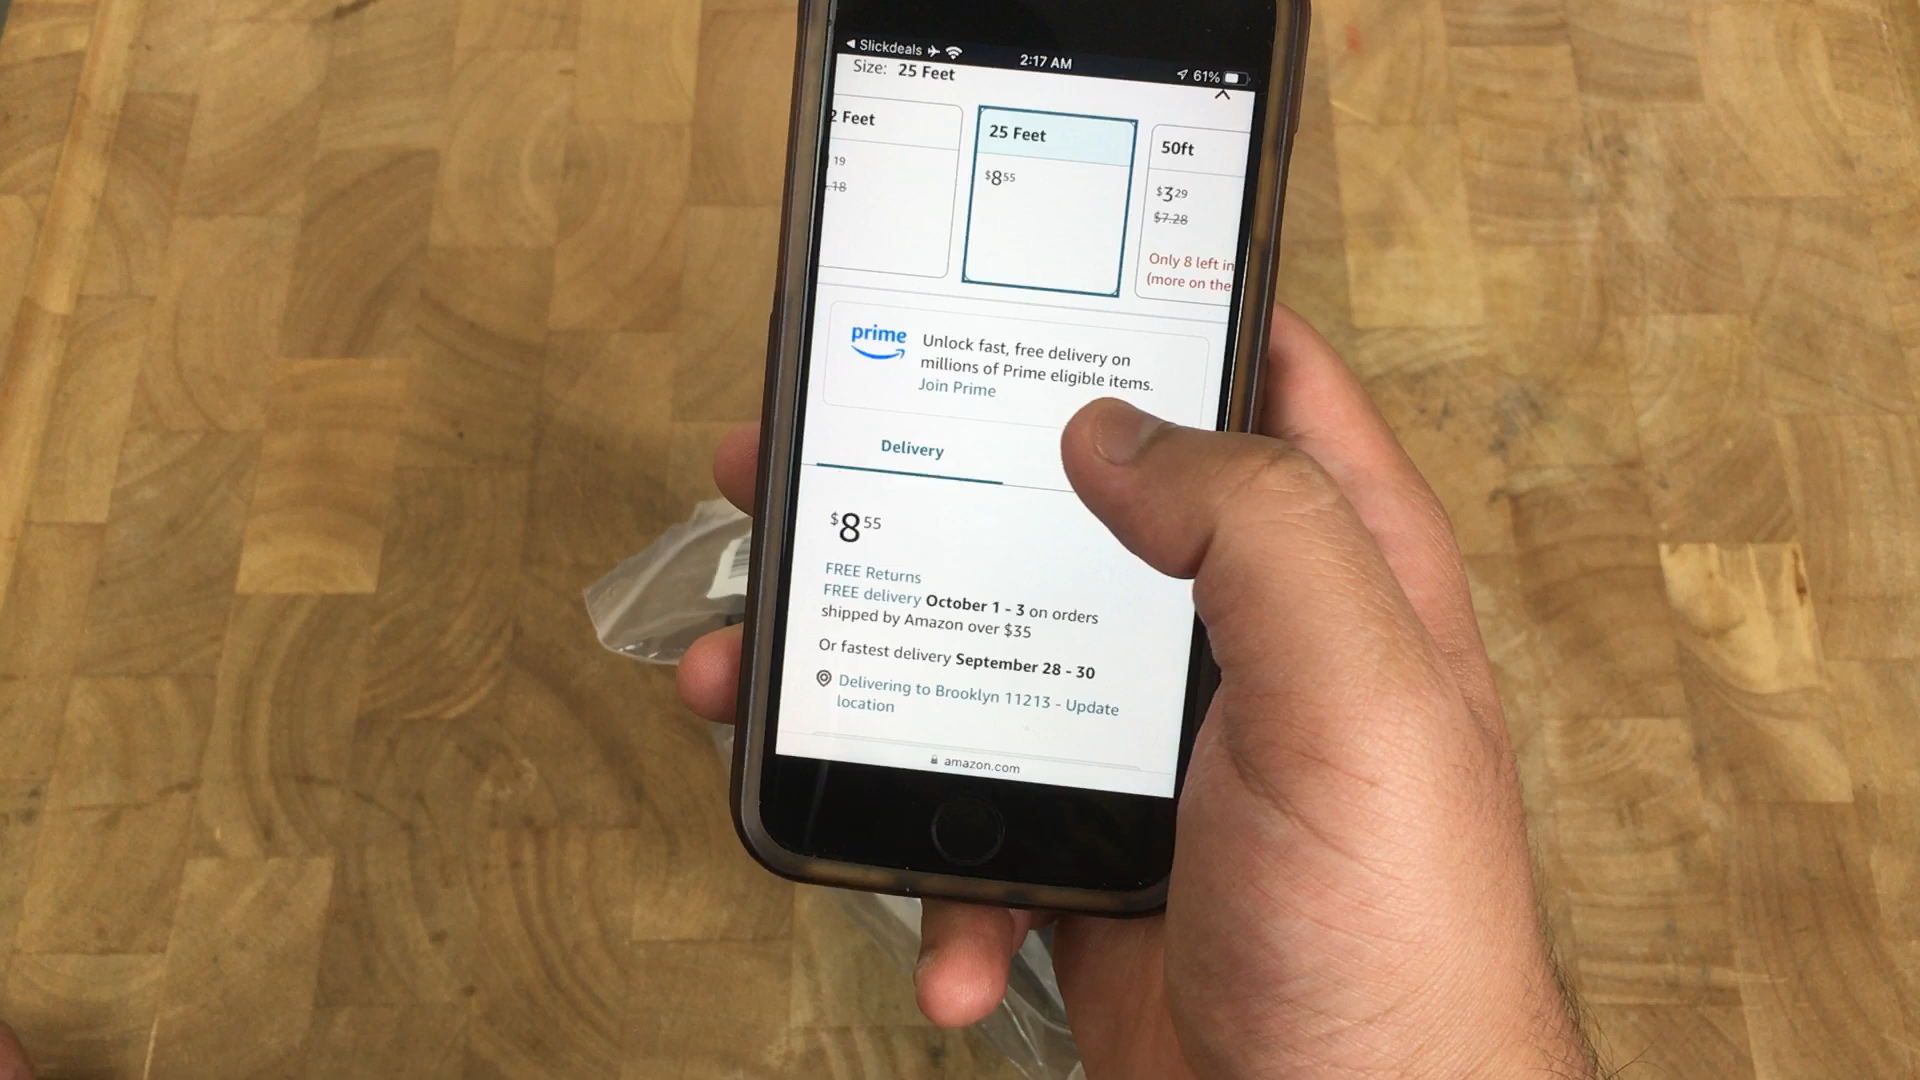 Slickdeals
2:17 AM
61%
Size: 25 Feet
2 Feet
19
.18
25 Feet
$8 55
50ft
$3 29
$7.28
Only 8 left in
(more on the
prime
Unlock fast, free delivery on
millions of Prime eligible items.
Join Prime
Delivery
$8 55
FREE Returns
FREE delivery October 1 - 3 on orders
shipped by Amazon over $35
Or fastest delivery September 28 - 30
Delivering to Brooklyn 11213 - Update
location
amazon.com